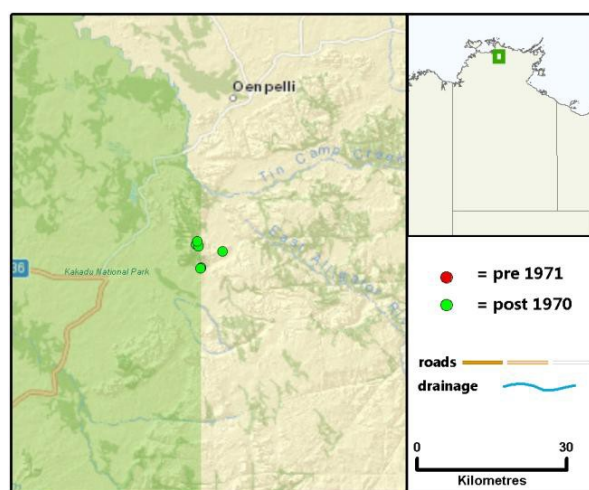 Oenpelli
Tin Camp Creek
East Alligator Ri
36
Kakadu National Park
= pre 1971
= post 1970
roads
drainage
0 30
Kilometres